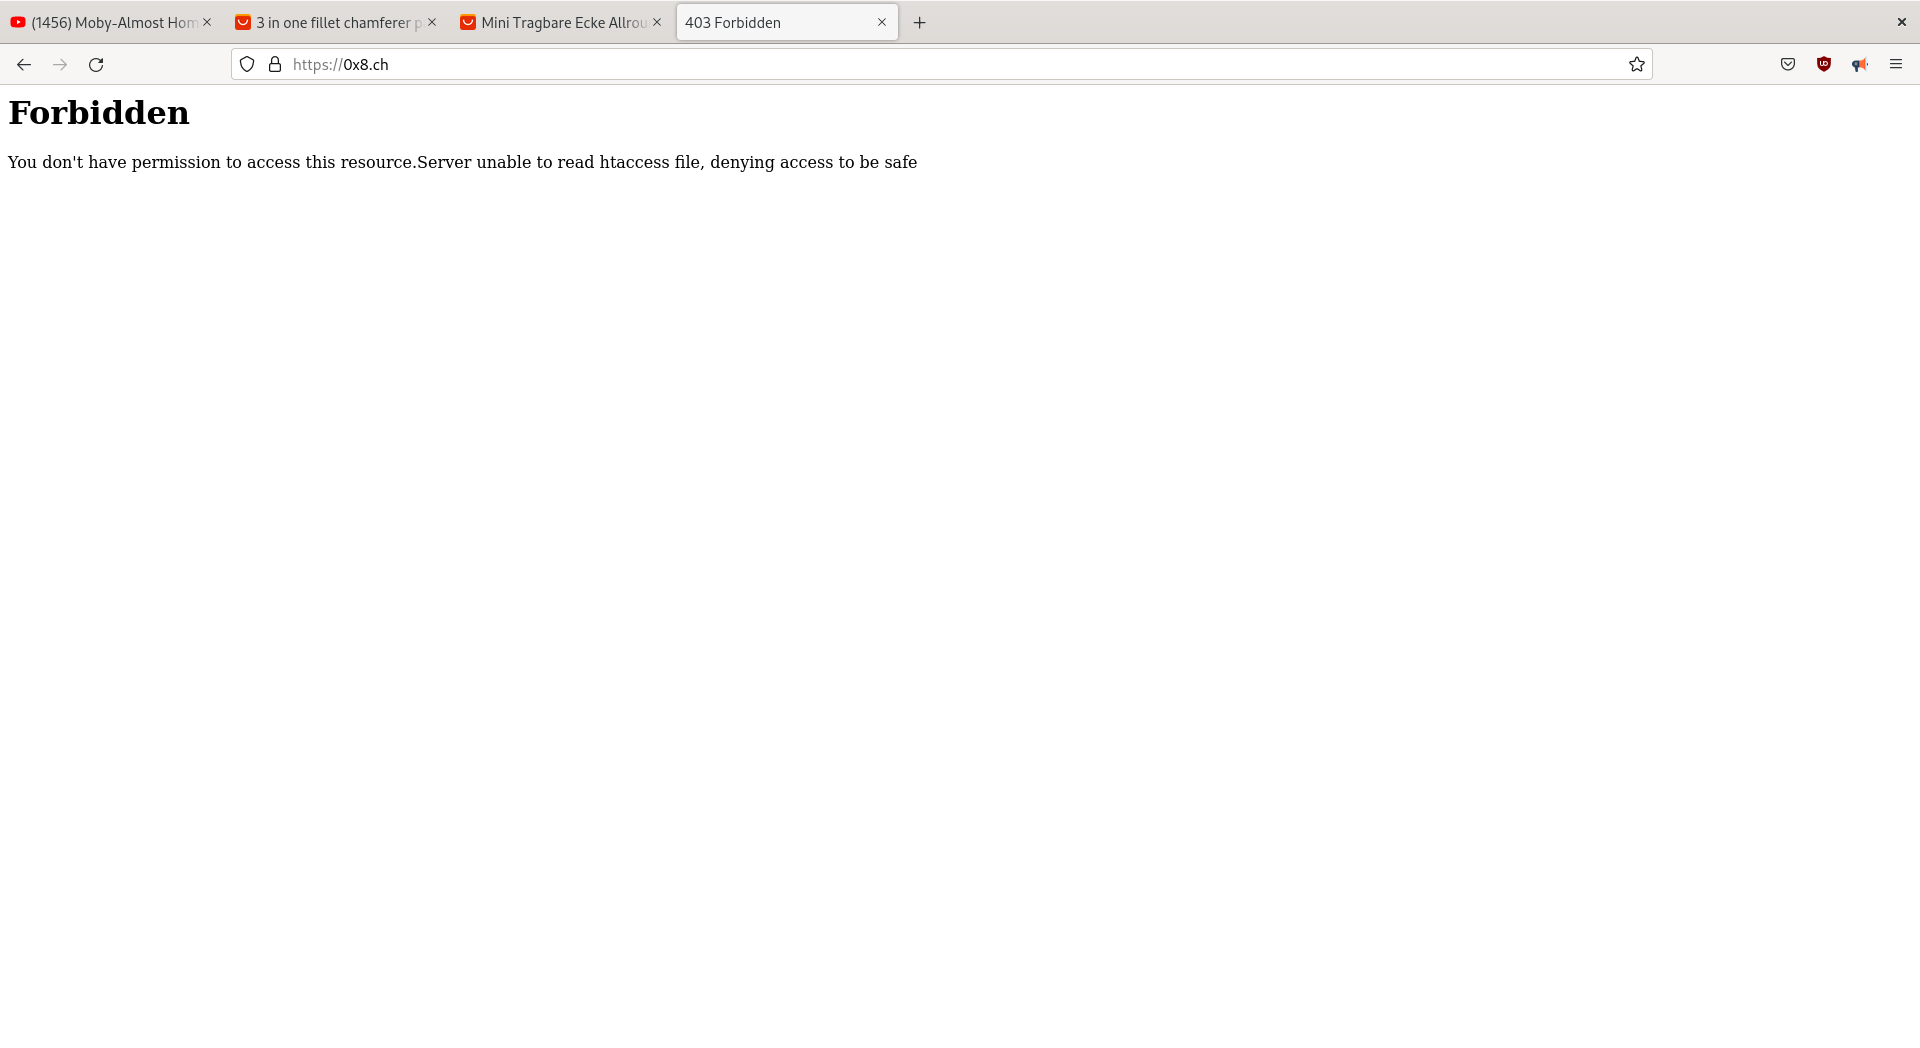 (1456) Moby-Almost Hom
3 in one fillet chamferer p
Mini Tragbare Ecke Allrou
403 Forbidden
https://0x8.ch
Forbidden
You don't have permission to access this resource.Server unable to read htaccess file, denying access to be safe